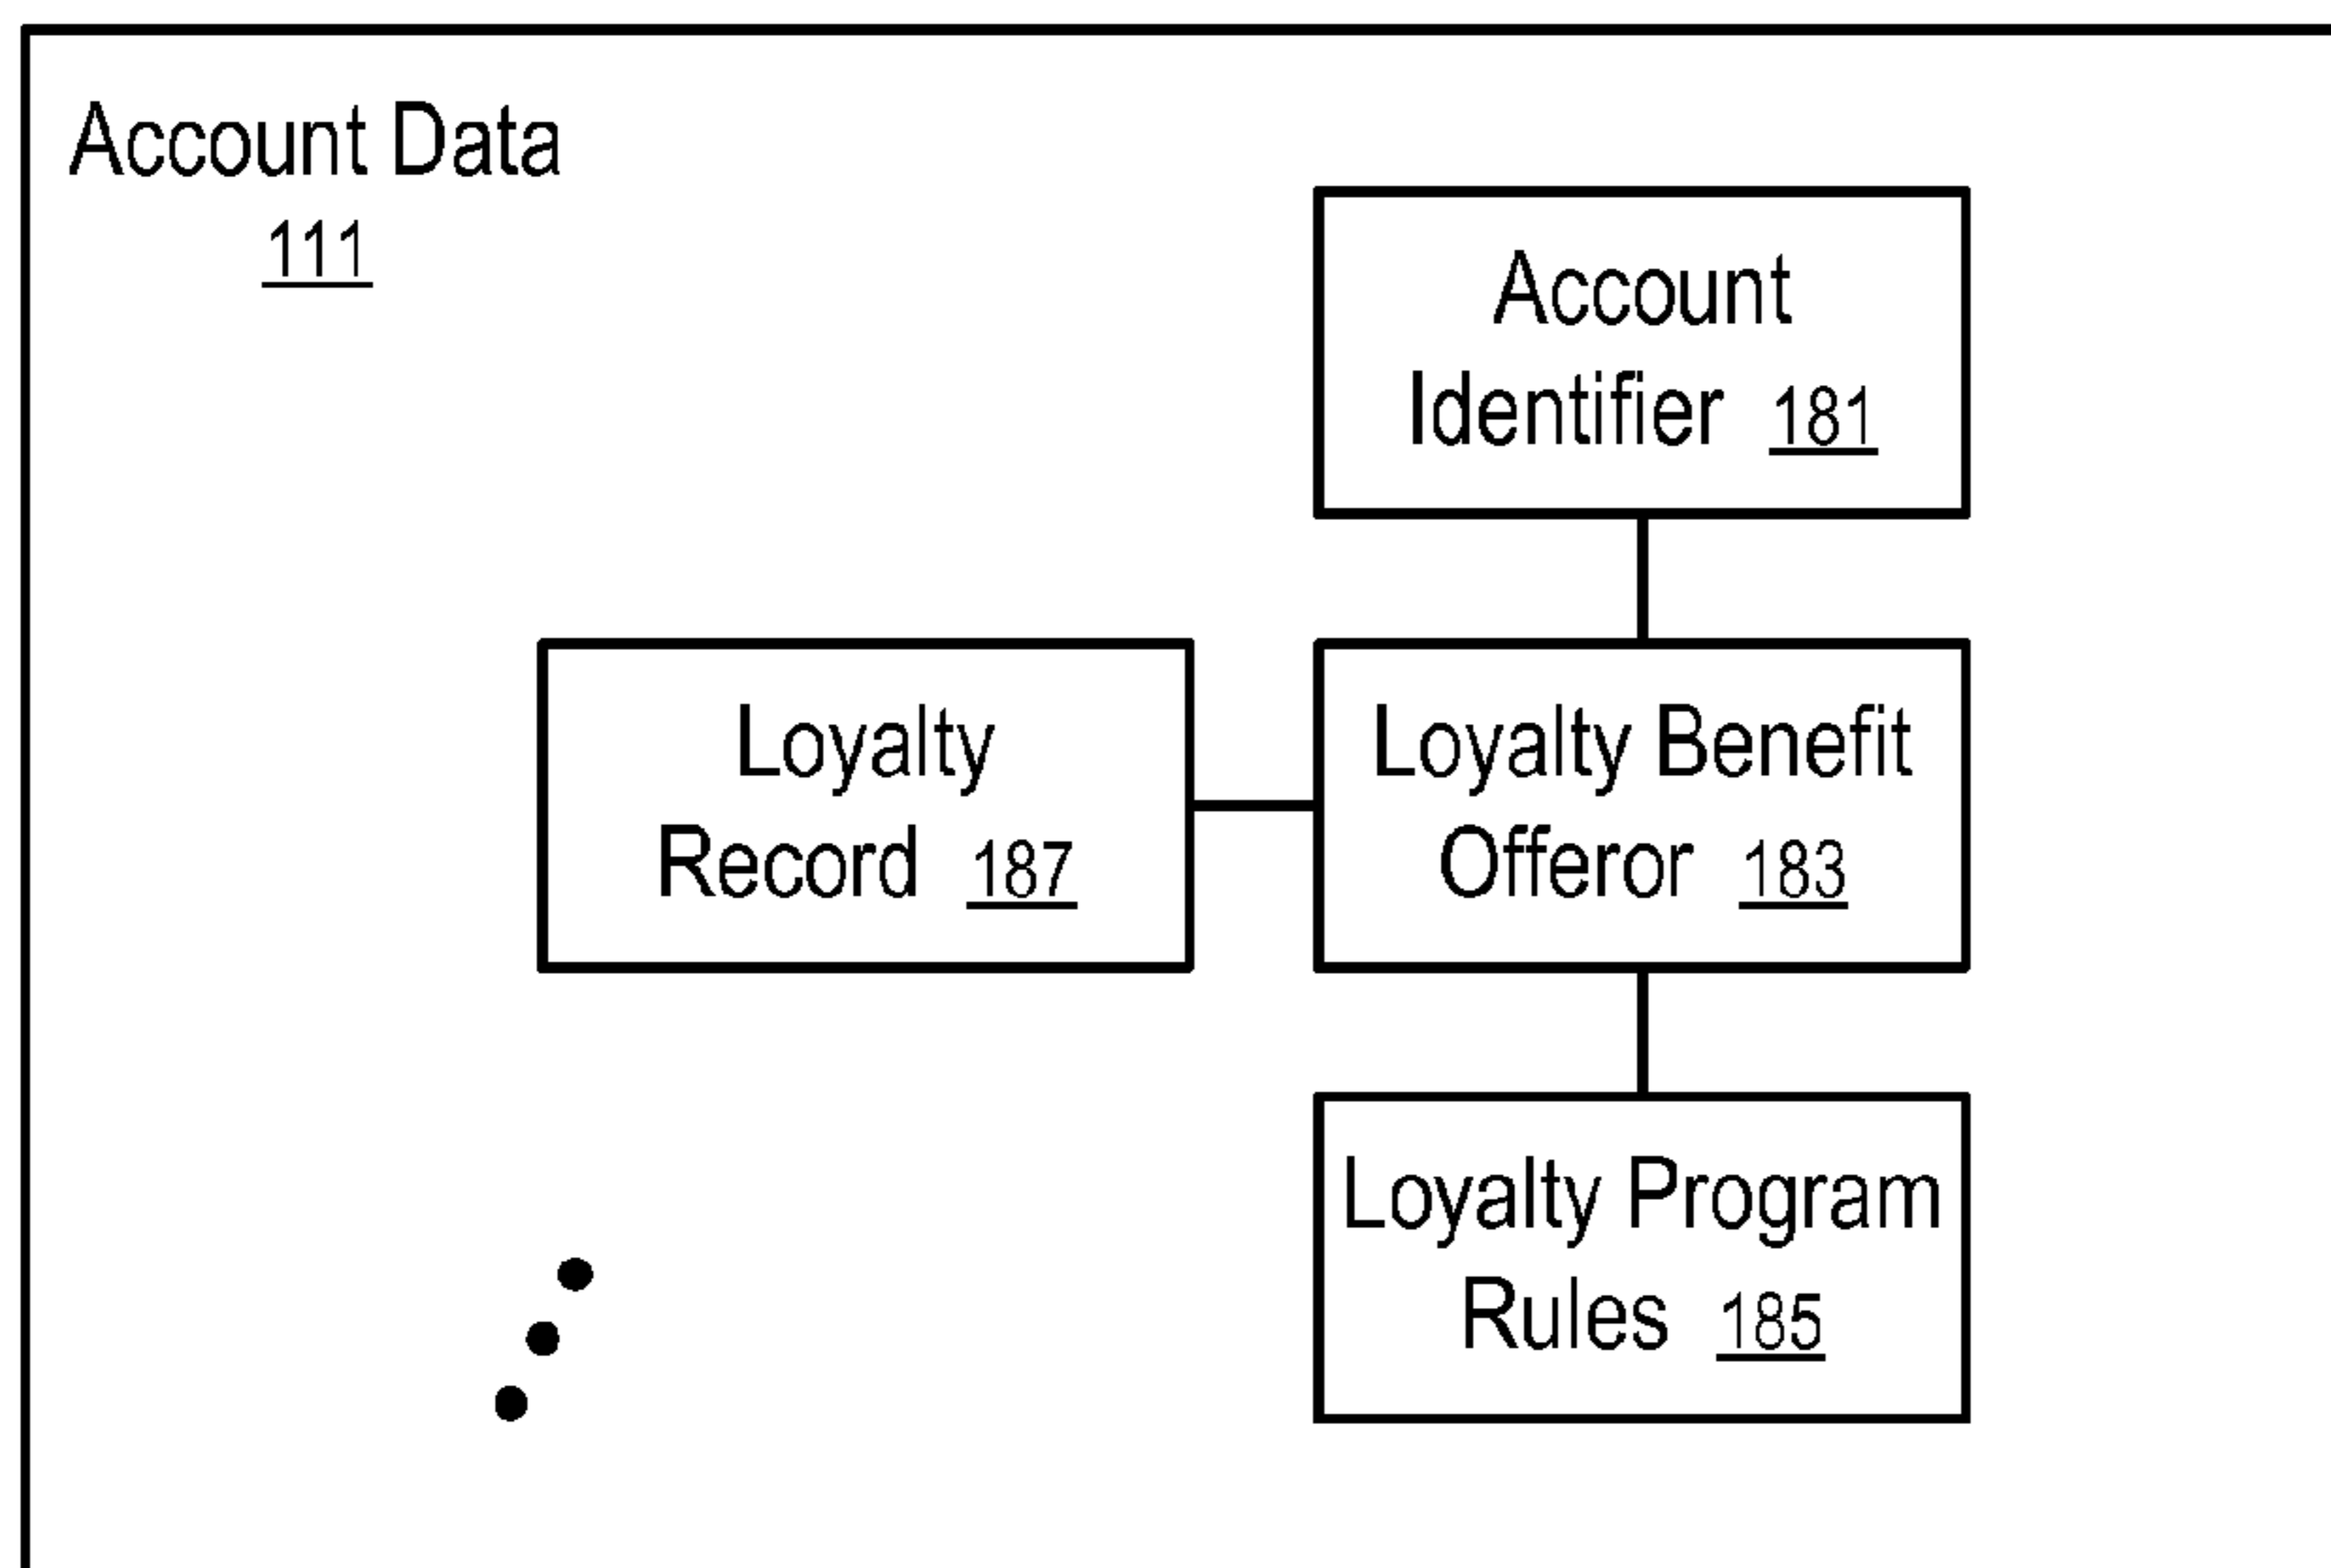 Account Data
111
Account
Identifier 181
Loyalty
Record 187
Loyalty Benefit
Offeror 183
Loyalty Program
Rules 185